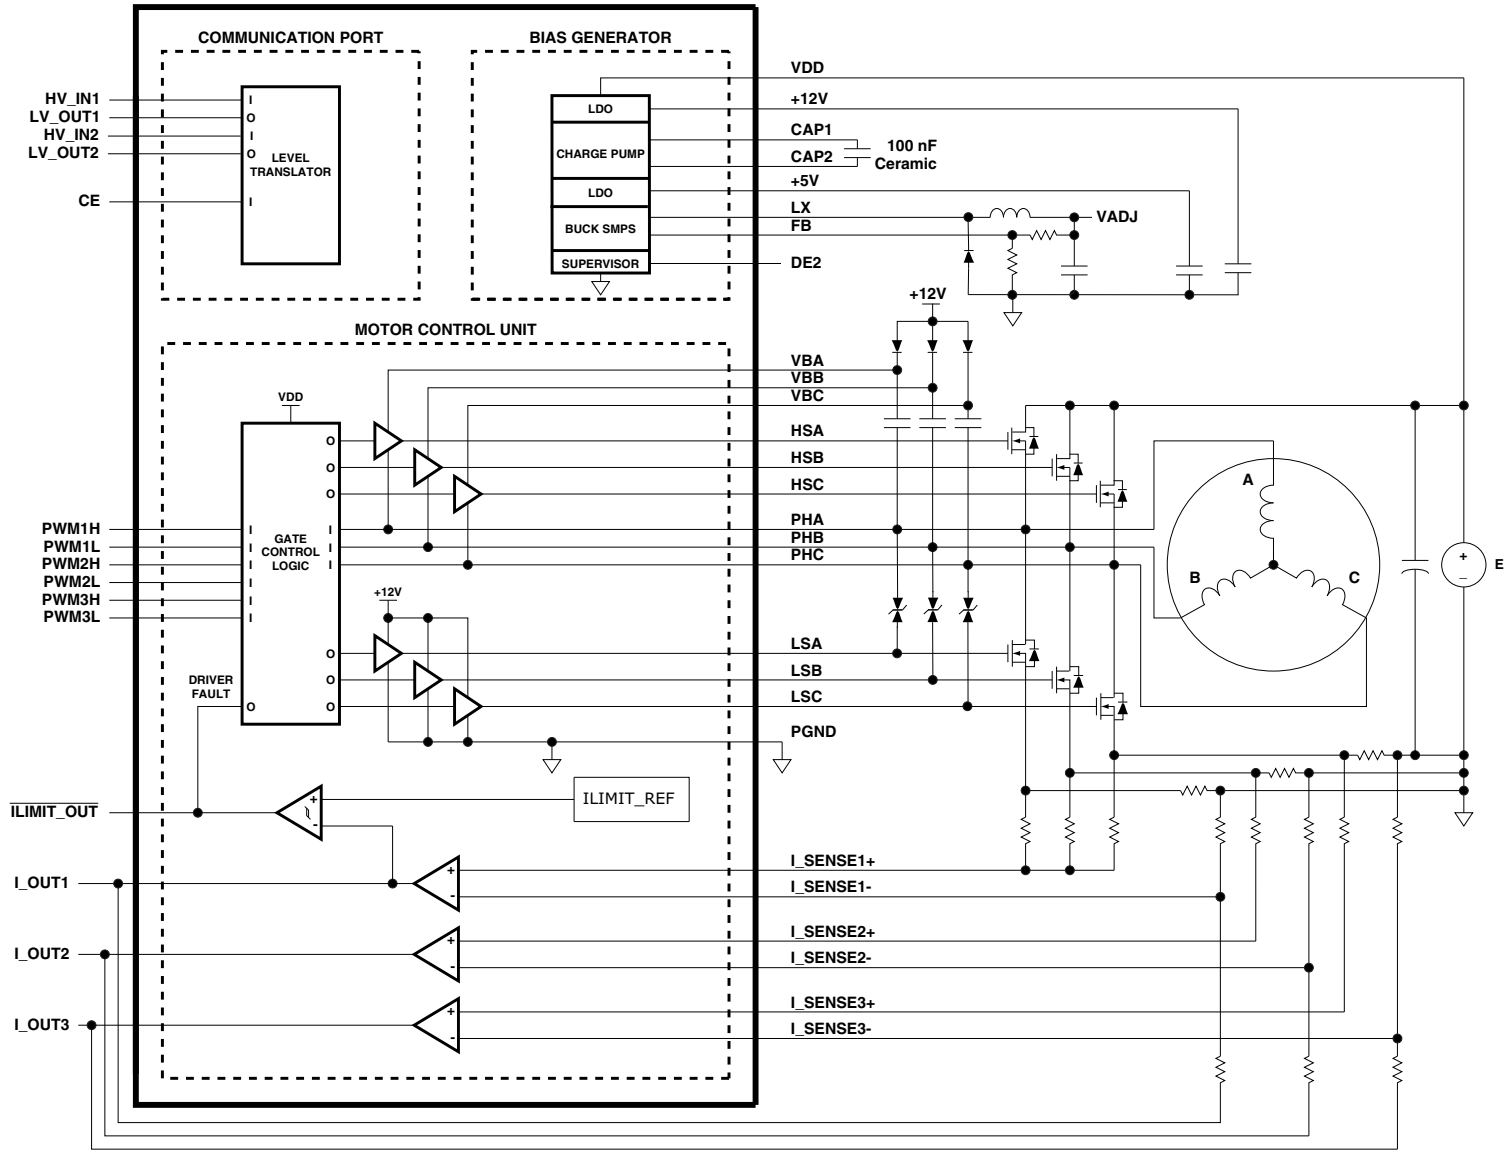 COMMUNICATION PORT
HV_IN1
LV_OUT1
HV_IN2
LV_OUT2
CE
I
O
I
O
I
LEVEL
TRANSLATOR
BIAS GENERATOR
LDO
CHARGE PUMP
LDO
BUCK SMPS
SUPERVISOR
VDD
+12V
CAP1
CAP2
100 nF
Ceramic
+5V
LX
VADJ
FB
DE2
+12V
MOTOR CONTROL UNIT
VDD
VBA
VBB
VBC
HSA
HSB
HSC
PHA
PHB
PHC
O
O
O
I
I
I
PWM1H
PWM1L
PWM2H
PWM2L
PWM3H
PWM3L
I
I
I
I
I
I
GATE
CONTROL
LOGIC
+12V
O
O
O
DRIVER
FAULT
O
LSA
LSB
LSC
PGND
A
B
C
+
–
E
ILIMIT_OUT
+
-
ILIMIT_REF
I_OUT1
+
-
I_SENSE1+
I_SENSE1-
I_OUT2
+
-
I_SENSE2+
I_SENSE2-
I_OUT3
+
-
I_SENSE3+
I_SENSE3-